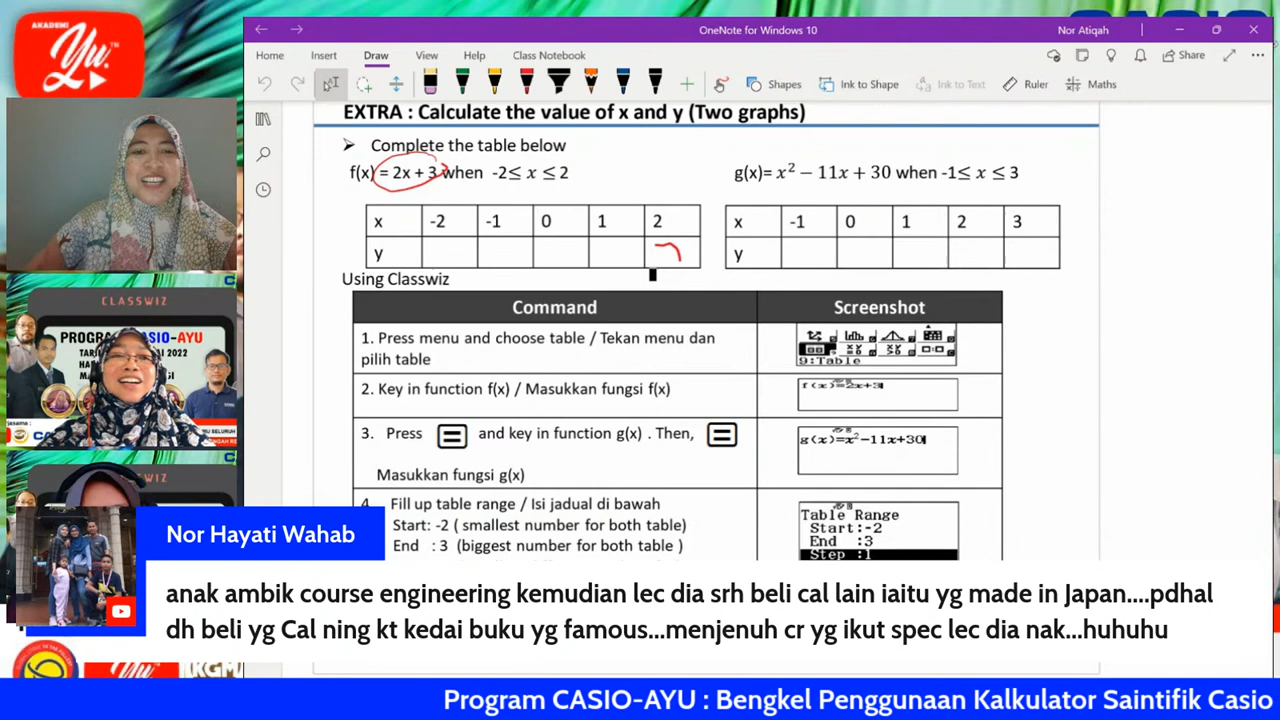 AKADEMI
Yu
OneNote for Windows 10
Nor Atiqah
Home
Insert
Draw
View
Help
Class Notebook
Share
Shapes
Ink to Shape
Ink to Text
Ruler
Maths
EXTRA : Calculate the value of x and y (Two graphs)
➤ Complete the table below
f(x) = 2x + 3 when -2≤ x ≤ 2
g(x)= x² − 11x + 30 when -1≤ x ≤ 3
x -2 -1 0 1 2
y 7
x -1 0 1 2 3
y
Using Classwiz
Command Screenshot
1. Press menu and choose table / Tekan menu dan
pilih table
9:Table
2. Key in function f(x) / Masukkan fungsi f(x)
f(x)=2x+3
3. Press = and key in function g(x) . Then, =
Masukkan fungsi g(x)
g(x)=x²-11x+30
4. Fill up table range / Isi jadual di bawah
Start: -2 ( smallest number for both table)
End : 3 (biggest number for both table )
Table Range
Start:-2
End :3
Step :1
CLASSWIZ
Nor Hayati Wahab
anak ambik course engineering kemudian lec dia srh beli cal lain iaitu yg made in Japan....pdhal
dh beli yg Cal ning kt kedai buku yg famous...menjenuh cr yg ikut spec lec dia nak...huhuhu
Program CASIO-AYU : Bengkel Penggunaan Kalkulator Saintifik Casio